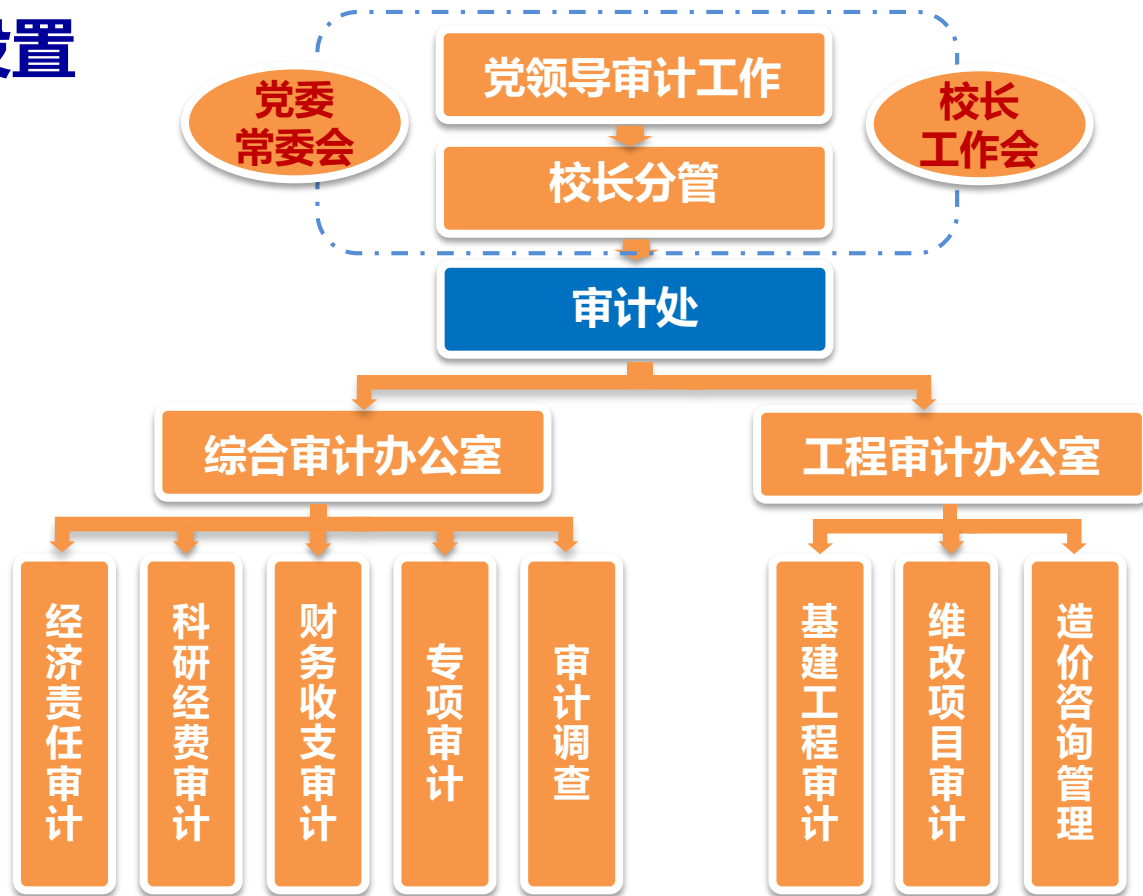 设置
党领导审计工作
党委
常委会
校长
工作会
校长分管
审计处
综合审计办公室
工程审计办公室
经济责任审计
科研经费审计
财务收支审计
专项审计
审计调查
基建工程审计
维改项目审计
造价咨询管理